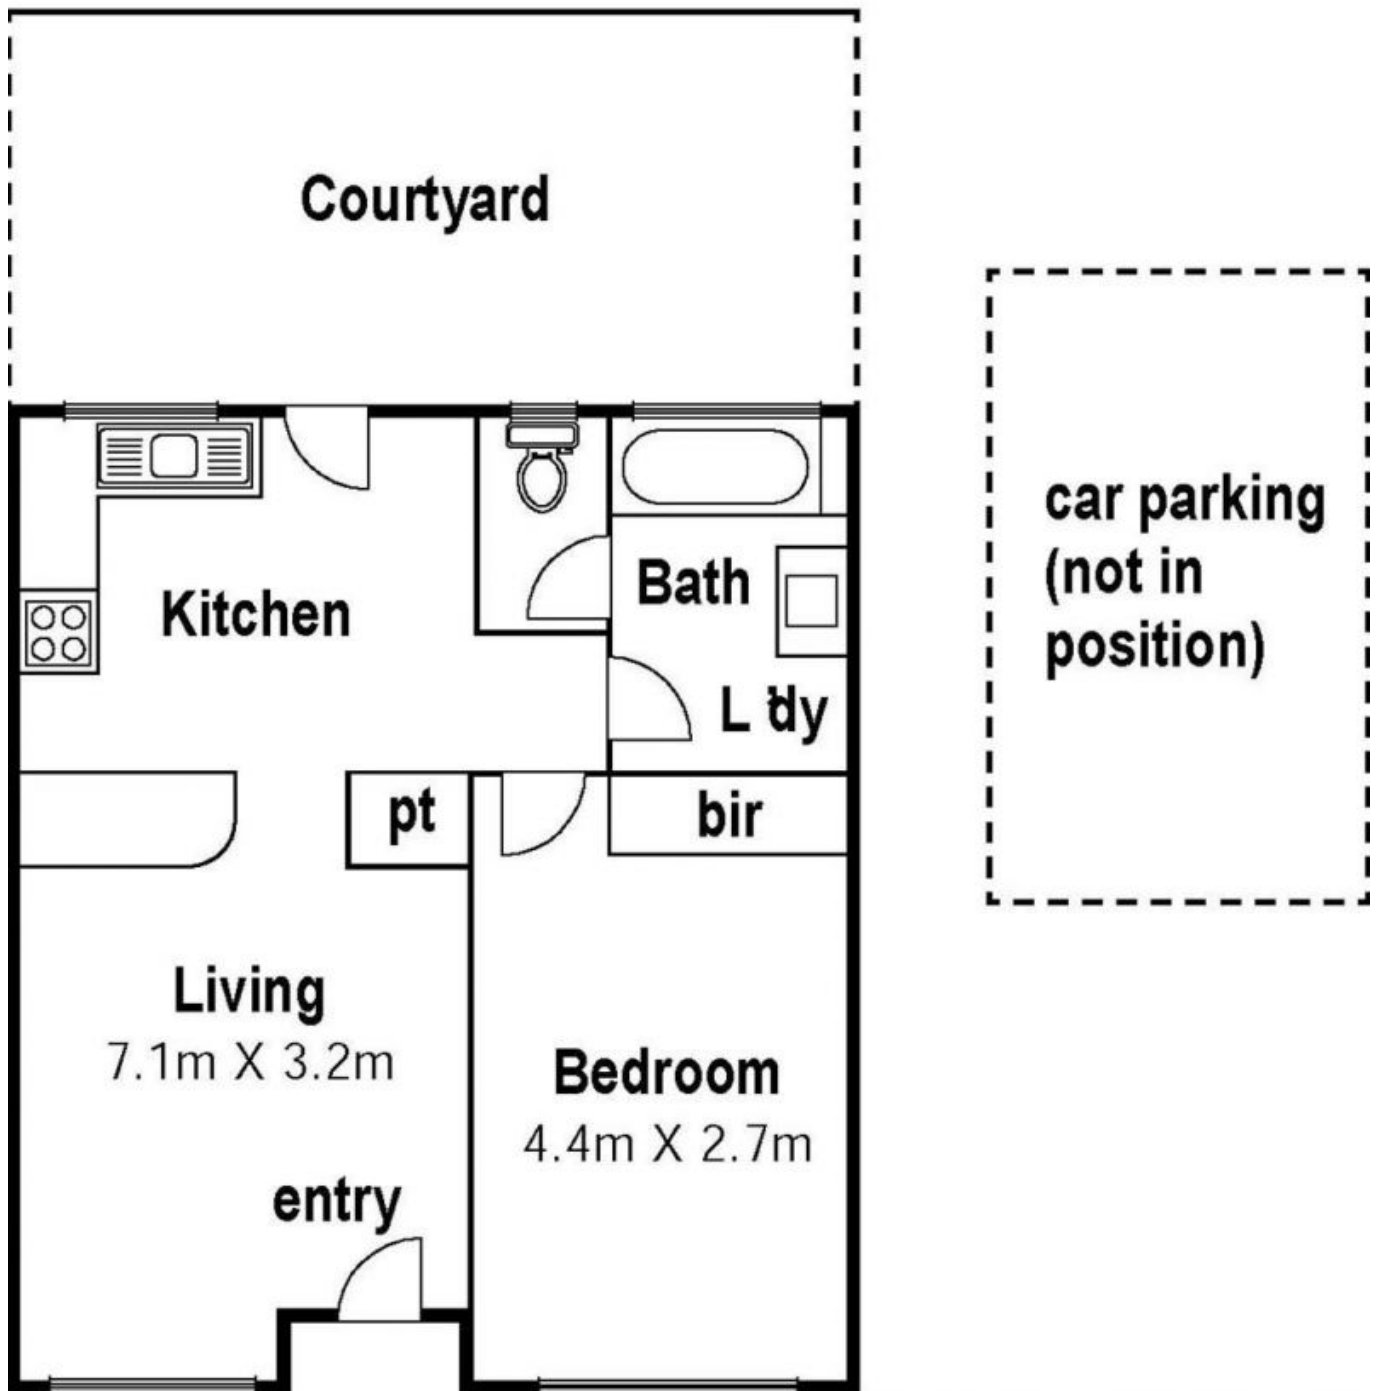 Courtyard
car parking
(not in
position)
Kitchen
Bath
L'dy
pt
bir
Living
7.1m X 3.2m
Bedroom
4.4m X 2.7m
entry